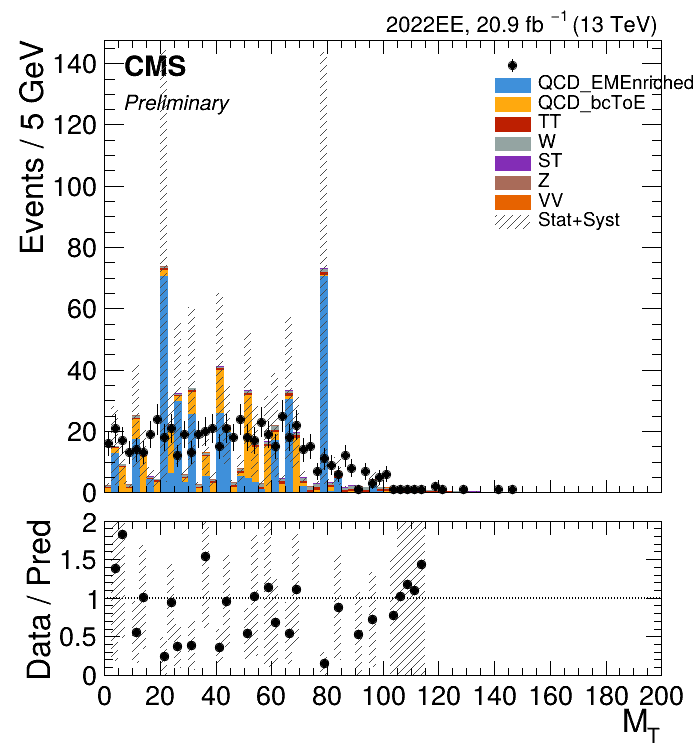 2022EE, 20.9 fb ⁻¹ (13 TeV)
CMS
Preliminary
QCD_EMEnriched
QCD_bcToE
TT
W
ST
Z
VV
Stat+Syst
Events / 5 GeV
140
120
100
80
60
40
20
0
Data / Pred
2
1.5
1
0.5
0
0 20 40 60 80 100 120 140 160 180 200
M_T